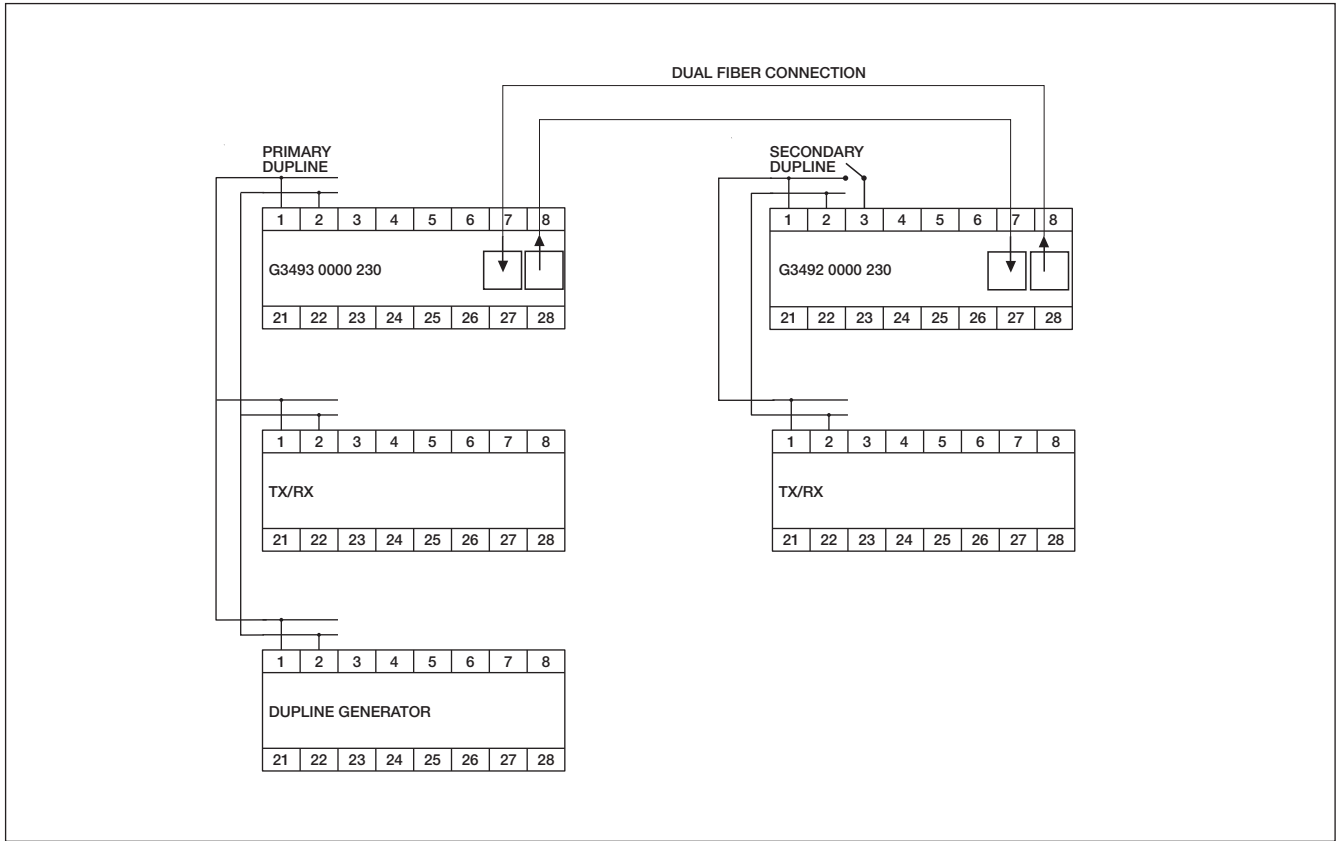 DUAL FIBER CONNECTION
PRIMARY
DUPLINE
1 2 3 4 5 6 7 8
G3493 0000 230
21 22 23 24 25 26 27 28
SECONDARY
DUPLINE
1 2 3 4 5 6 7 8
G3492 0000 230
21 22 23 24 25 26 27 28
1 2 3 4 5 6 7 8
TX/RX
21 22 23 24 25 26 27 28
1 2 3 4 5 6 7 8
TX/RX
21 22 23 24 25 26 27 28
1 2 3 4 5 6 7 8
DUPLINE GENERATOR
21 22 23 24 25 26 27 28